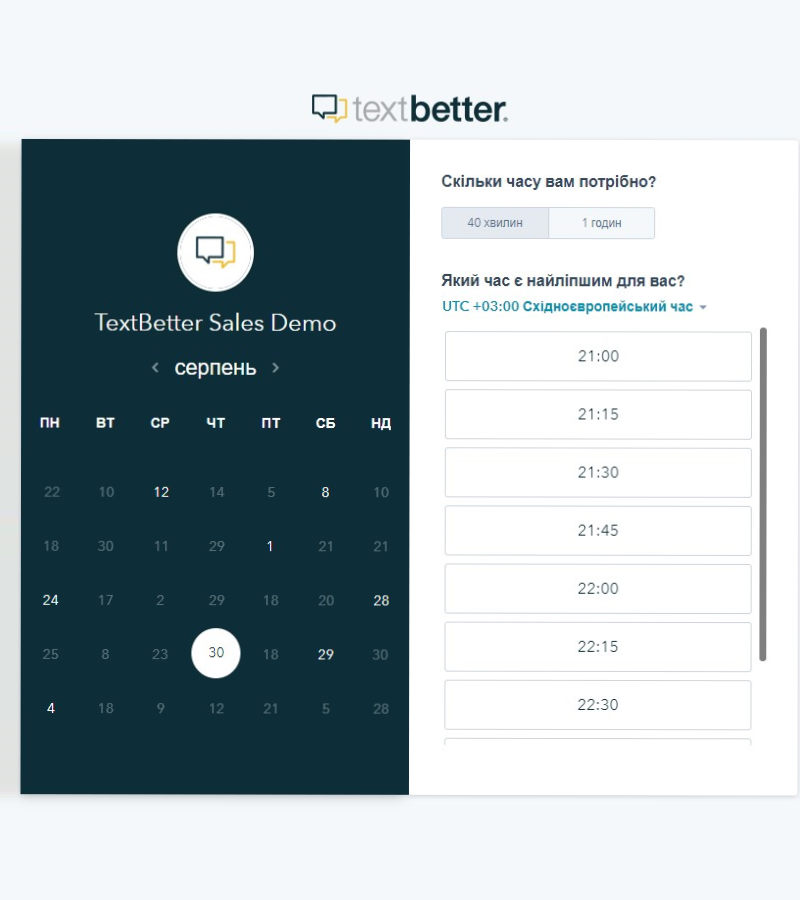 textbetter.
TextBetter Sales Demo
серпень
ПН ВТ СР ЧТ ПТ СБ НД
22 10 12 14 5 8 10
18 30 11 29 1 21 21
24 17 2 29 18 20 28
25 8 23 30 18 29 30
4 18 9 12 21 5 28
Скільки часу вам потрібно?
40 хвилин 1 годин
Який час є найліпшим для вас?
UTC +03:00 Східноєвропейський час
21:00
21:15
21:30
21:45
22:00
22:15
22:30